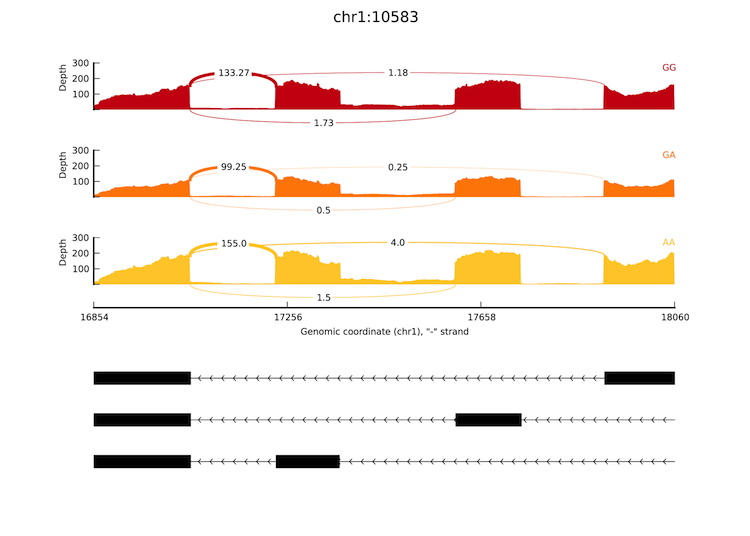 chr1:10583
300
200
100
Depth
133.27
1.18
1.73
GG
300
200
100
Depth
99.25
0.25
0.5
GA
300
200
100
Depth
155.0
4.0
1.5
AA
16854 17256 17658 18060
Genomic coordinate (chr1), "-" strand